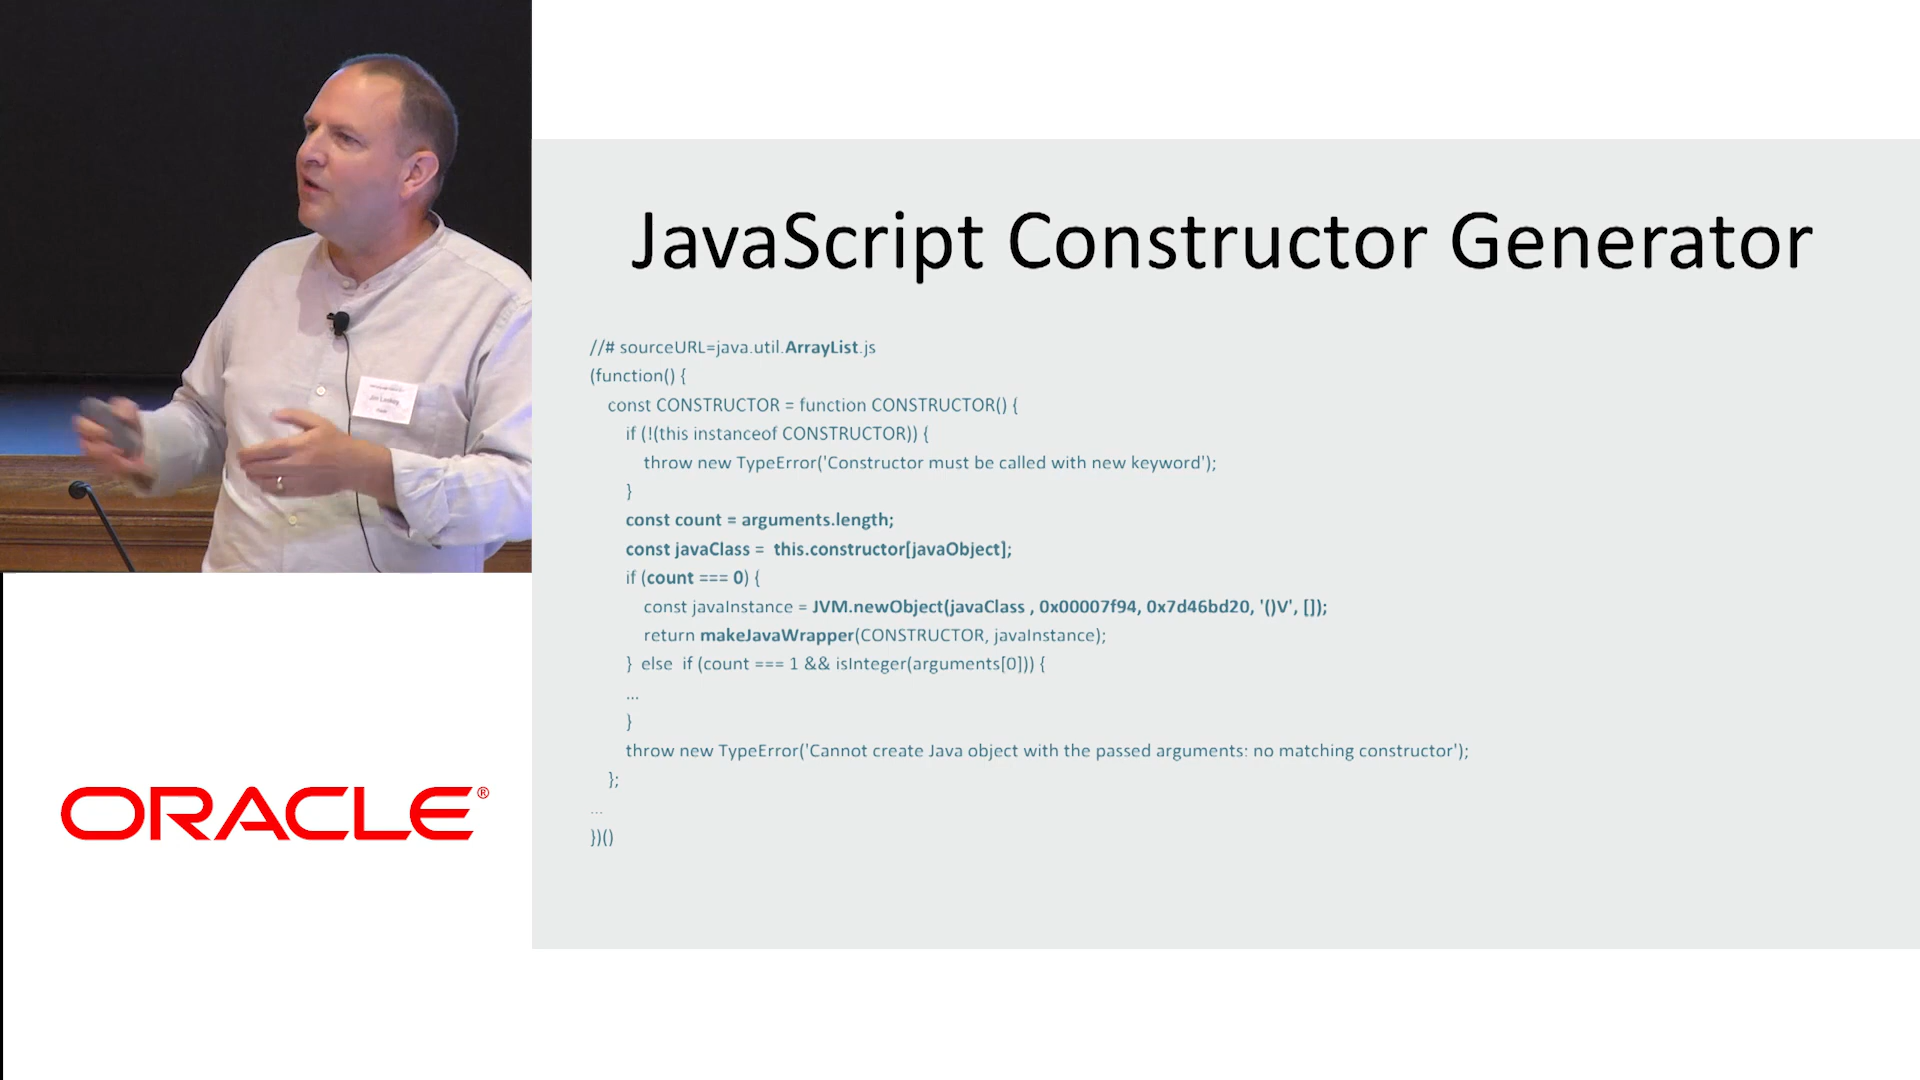 JavaScript Constructor Generator
//# sourceURL=java.util.ArrayList.js
(function() {
const CONSTRUCTOR = function CONSTRUCTOR() {
if (!(this instanceof CONSTRUCTOR)) {
throw new TypeError('Constructor must be called with new keyword');
}
const count = arguments.length;
const javaClass = this.constructor[javaObject];
if (count === 0) {
const javaInstance = JVM.newObject(javaClass , 0x00007f94, 0x7d46bd20, '()V', []);
return makeJavaWrapper(CONSTRUCTOR, javaInstance);
} else if (count === 1 && isInteger(arguments[0])) {
...
}
throw new TypeError('Cannot create Java object with the passed arguments: no matching constructor');
};
...
})()
ORACLE®